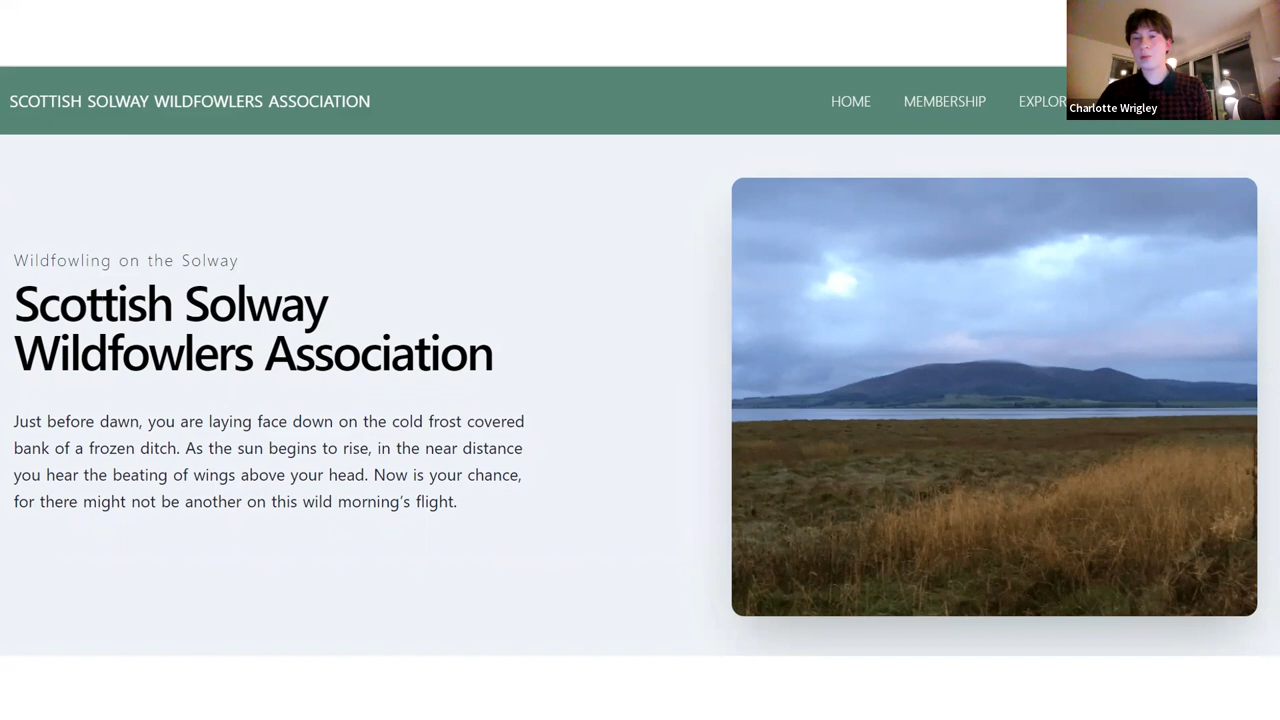 SCOTTISH SOLWAY WILDFOWLERS ASSOCIATION
HOME MEMBERSHIP EXPLOR
Charlotte Wrigley
Wildfowling on the Solway
Scottish Solway
Wildfowlers Association
Just before dawn, you are laying face down on the cold frost covered
bank of a frozen ditch. As the sun begins to rise, in the near distance
you hear the beating of wings above your head. Now is your chance,
for there might not be another on this wild morning's flight.